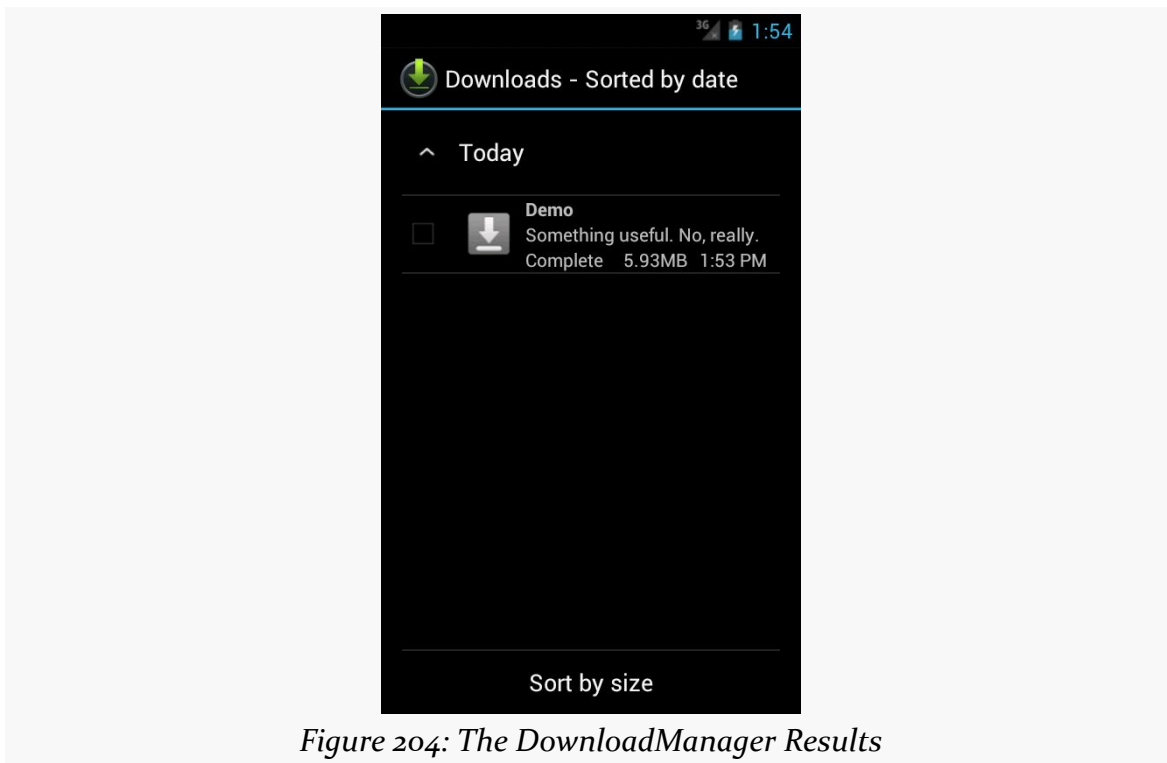 3G 1:54
Downloads - Sorted by date
Today
Demo
Something useful. No, really.
Complete 5.93MB 1:53 PM
Sort by size
Figure 204: The DownloadManager Results